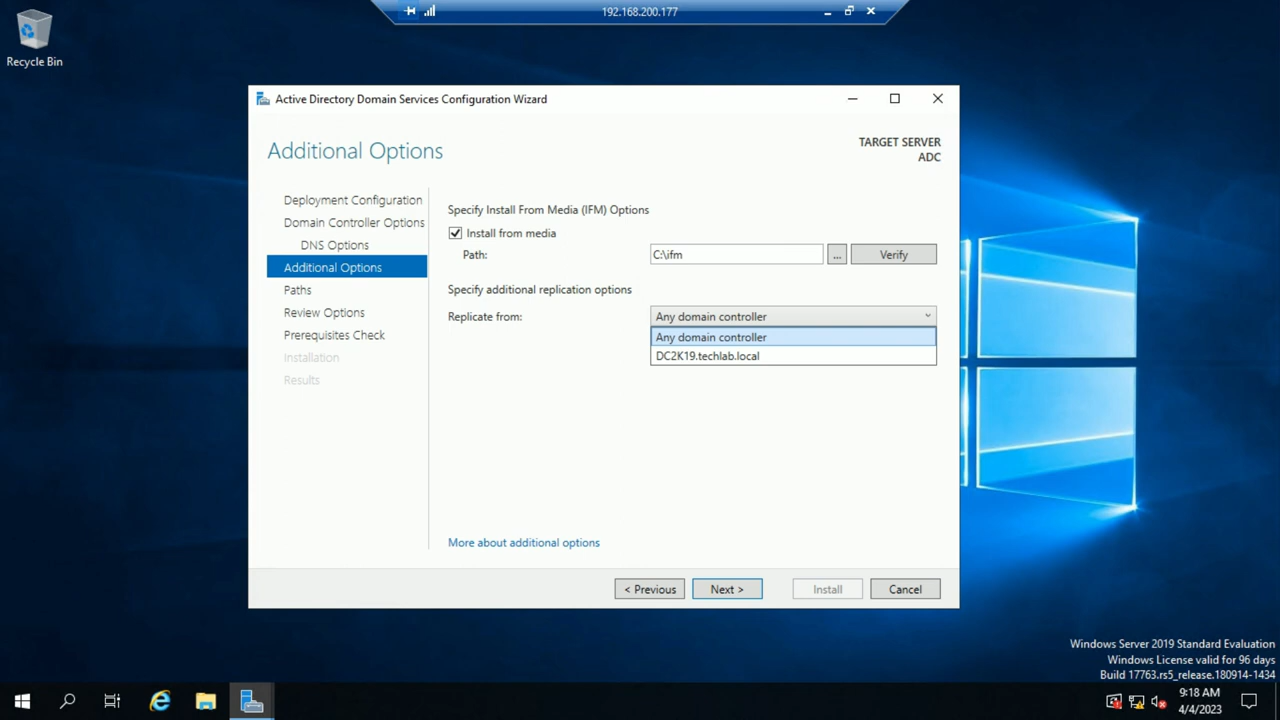 192.168.200.177
Recycle Bin
Active Directory Domain Services Configuration Wizard
Additional Options
TARGET SERVER
ADC
Deployment Configuration
Domain Controller Options
DNS Options
Additional Options
Paths
Review Options
Prerequisites Check
Installation
Results
Specify Install From Media (IFM) Options
Install from media
Path:
C:\ifm
...
Verify
Specify additional replication options
Replicate from:
Any domain controller
Any domain controller
DC2K19.techlab.local
More about additional options
< Previous
Next >
Install
Cancel
Windows Server 2019 Standard Evaluation
Windows License valid for 96 days
Build 17763.rs5_release.180914-1434
9:18 AM
4/4/2023